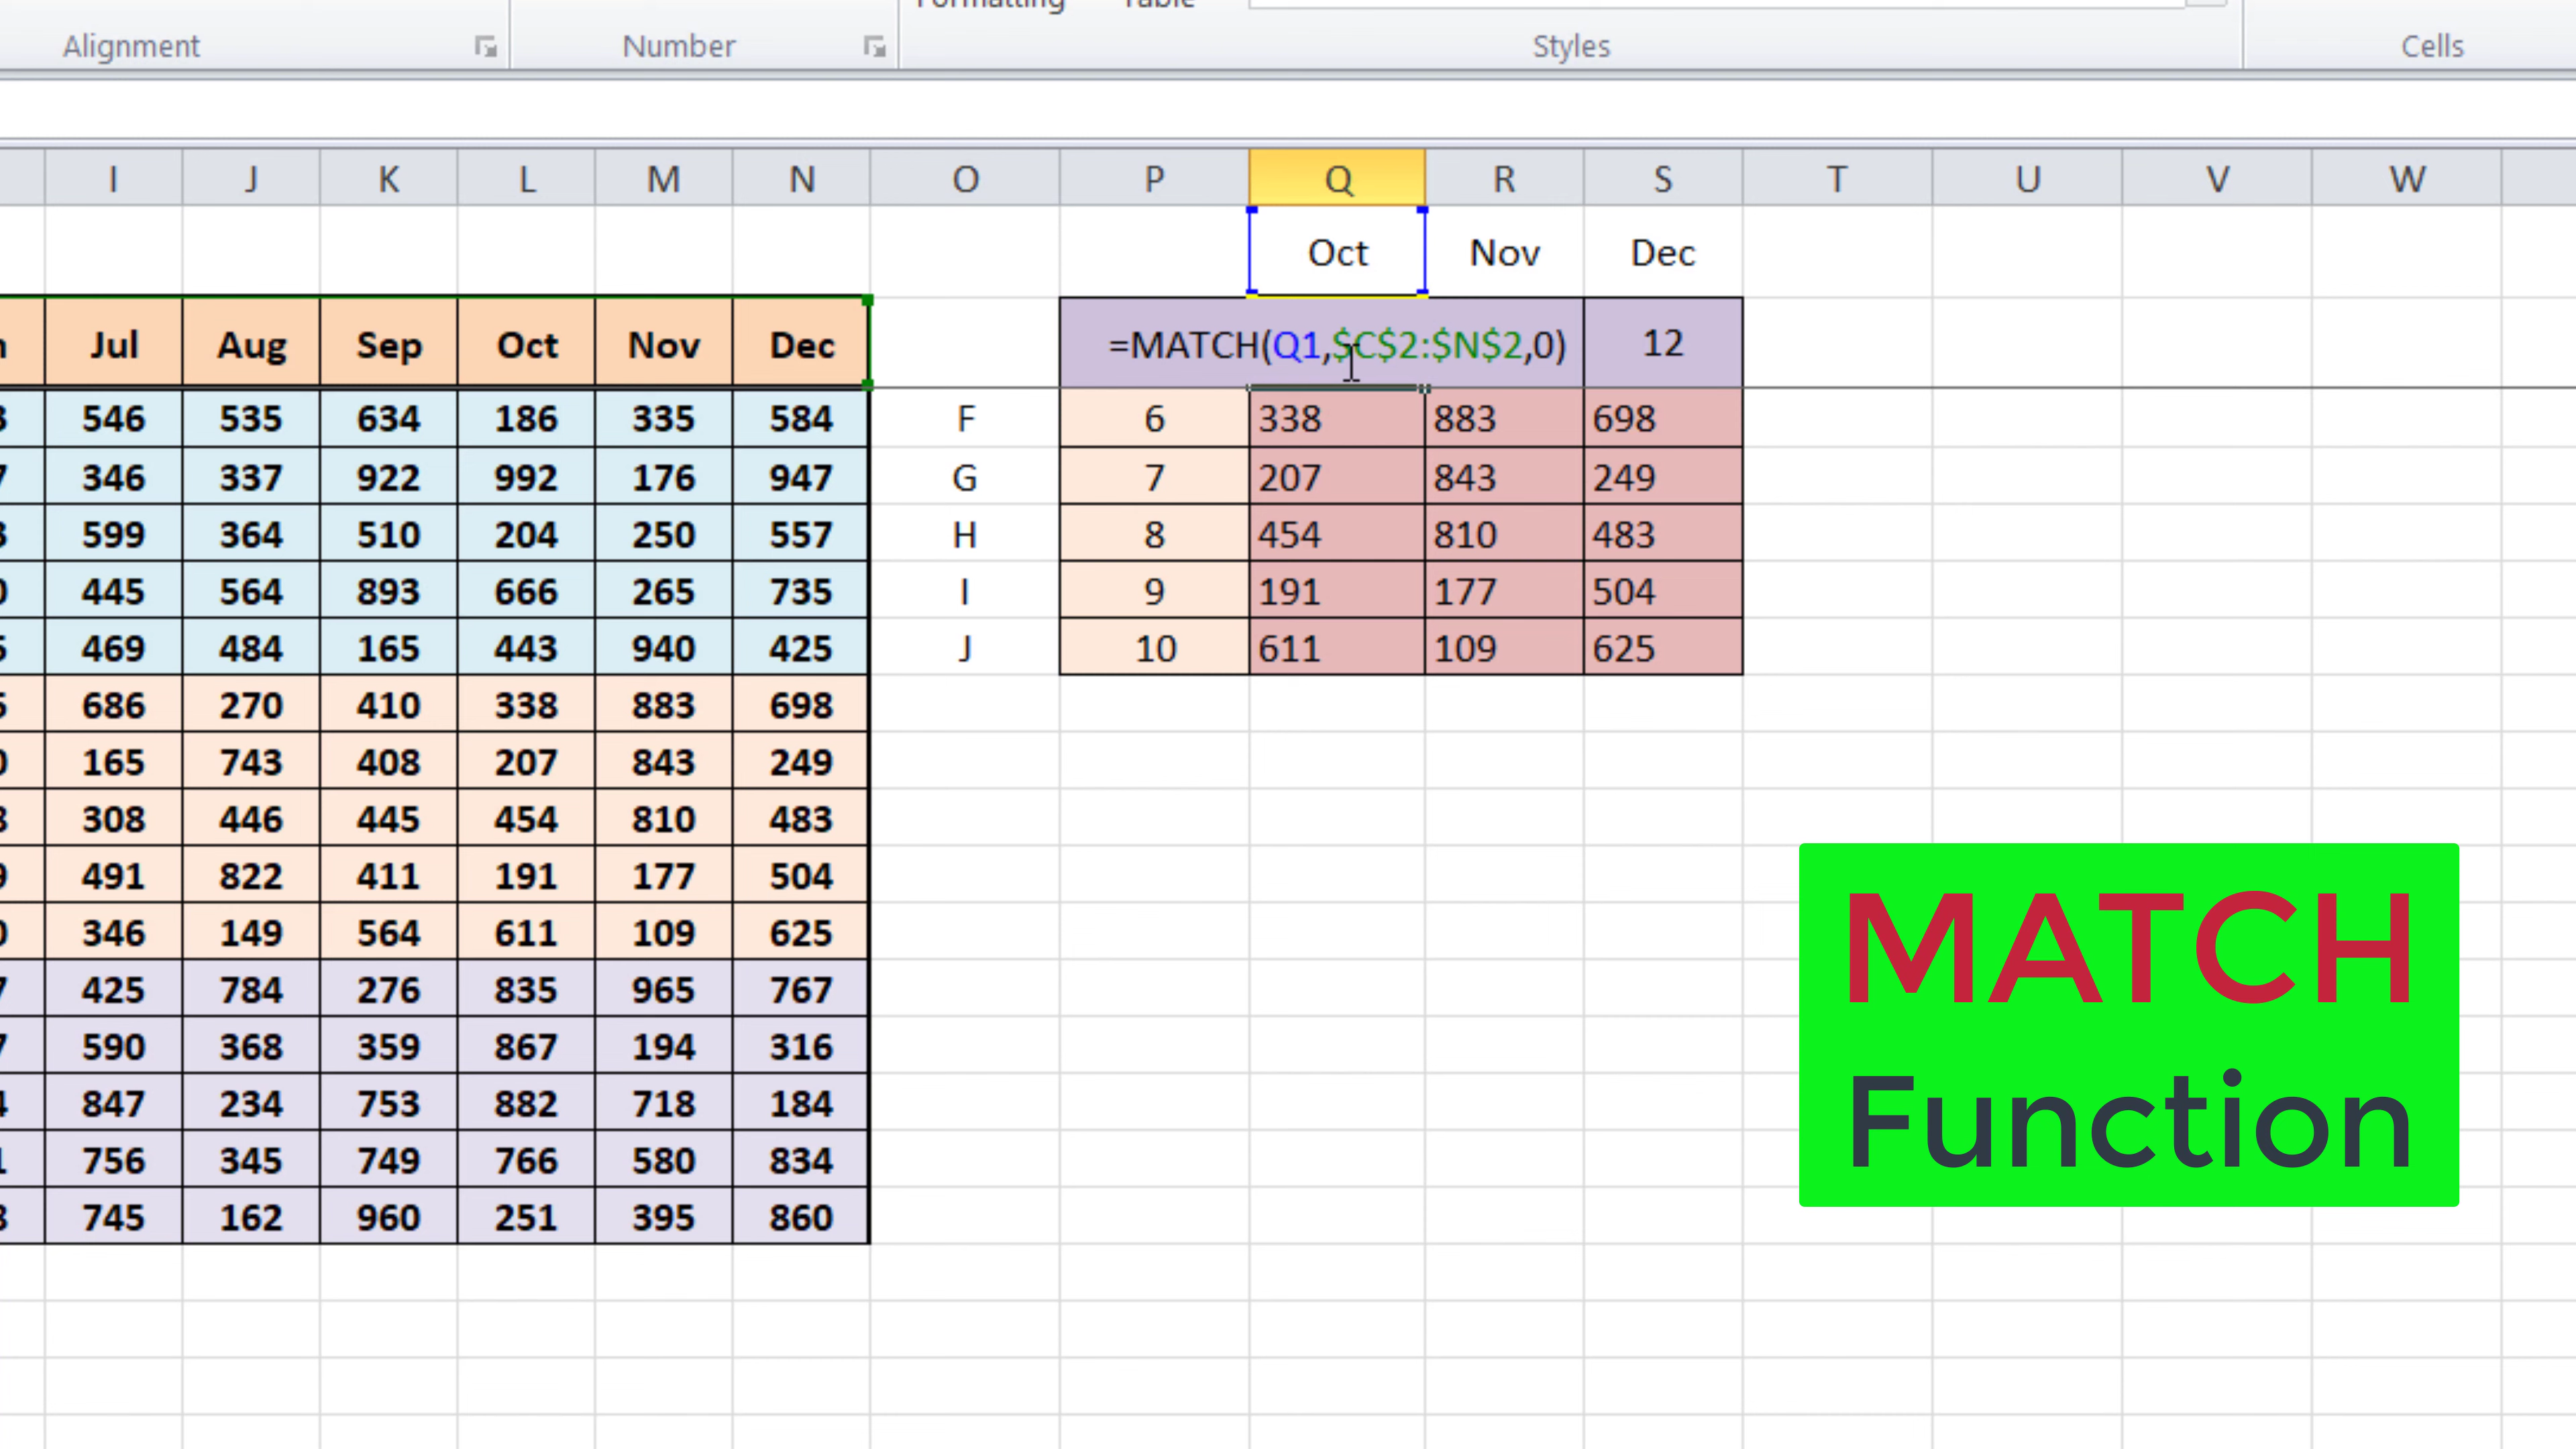 Alignment Number Styles Cells
I J K L M N O P Q R S T U V W
Oct Nov Dec
Jul Aug Sep Oct Nov Dec =MATCH(Q1,$C$2:$N$2,0) 12
546 535 634 186 335 584 F 6 338 883 698
346 337 922 992 176 947 G 7 207 843 249
599 364 510 204 250 557 H 8 454 810 483
445 564 893 666 265 735 I 9 191 177 504
469 484 165 443 940 425 J 10 611 109 625
686 270 410 338 883 698
165 743 408 207 843 249
308 446 445 454 810 483
491 822 411 191 177 504
346 149 564 611 109 625
425 784 276 835 965 767
590 368 359 867 194 316
847 234 753 882 718 184
756 345 749 766 580 834
745 162 960 251 395 860
MATCH
Function